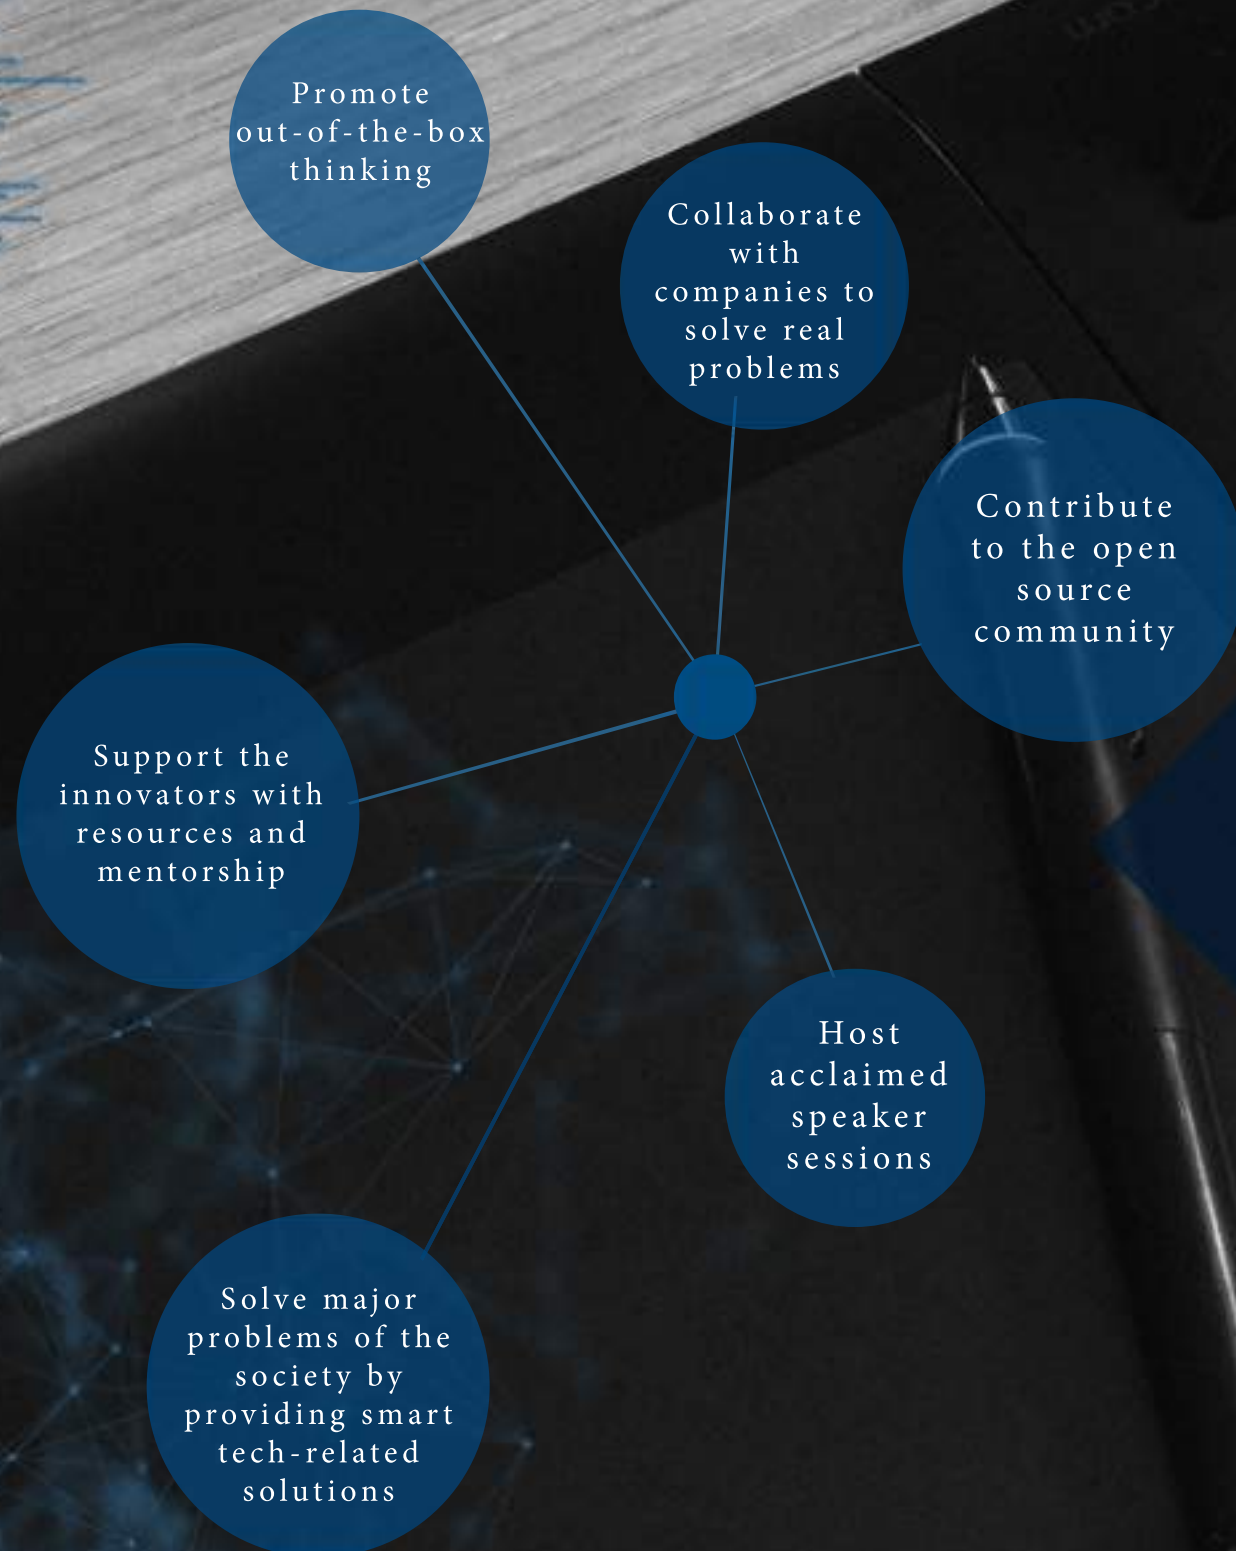 Promote
out-of-the-box
thinking
Collaborate
with
companies to
solve real
problems
Contribute
to the open
source
community
Support the
innovators with
resources and
mentorship
Host
acclaimed
speaker
sessions
Solve major
problems of the
society by
providing smart
tech-related
solutions